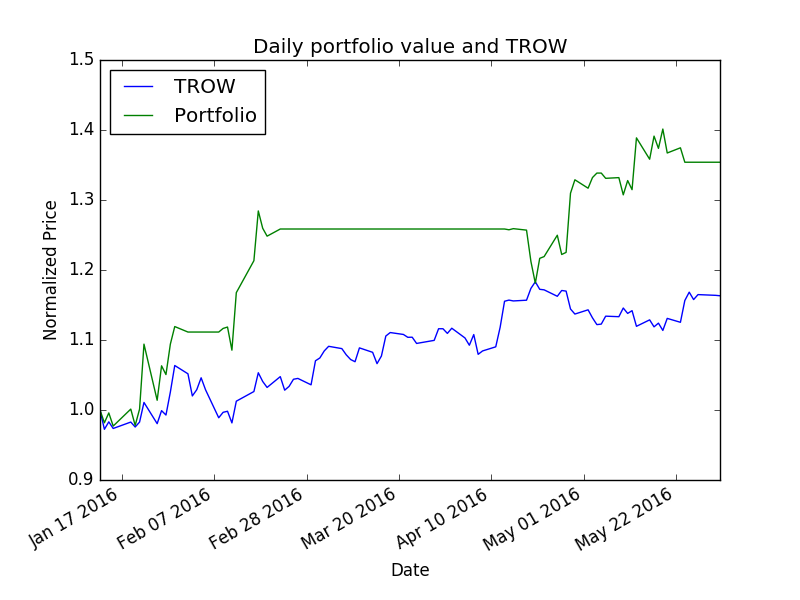 Daily portfolio value and TROW
1.5
1.4
1.3
1.2
1.1
1.0
0.9
Normalized Price
TROW
Portfolio
Jan 17 2016
Feb 07 2016
Feb 28 2016
Mar 20 2016
Apr 10 2016
May 01 2016
May 22 2016
Date